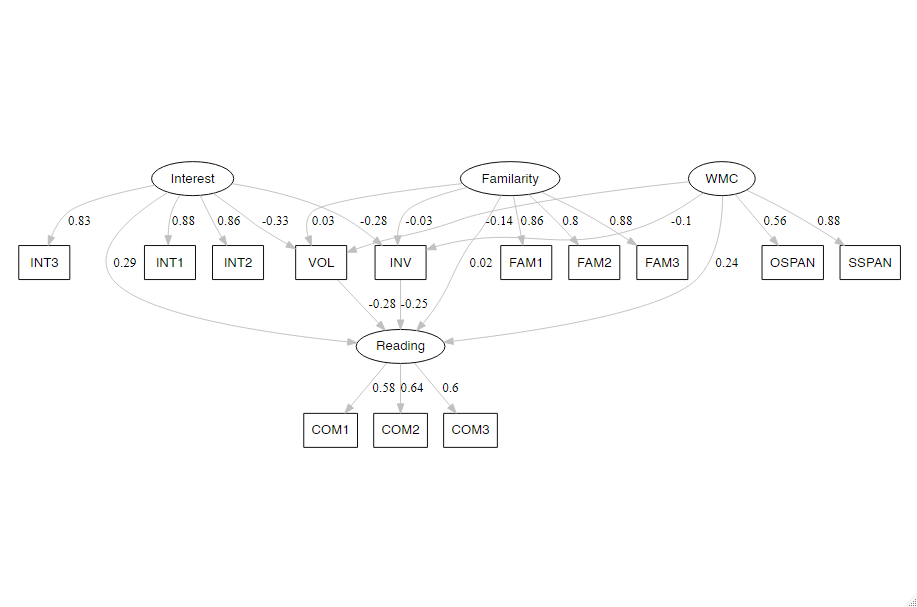 Interest Familarity WMC
0.83 0.88 0.86 -0.33 0.03 -0.28 -0.03 -0.14 0.86 0.8 0.88 -0.1 0.56 0.88
INT3 0.29 INT1 INT2 VOL INV 0.02 FAM1 FAM2 FAM3 0.24 OSPAN SSPAN
-0.28 -0.25
Reading
0.58 0.64 0.6
COM1 COM2 COM3